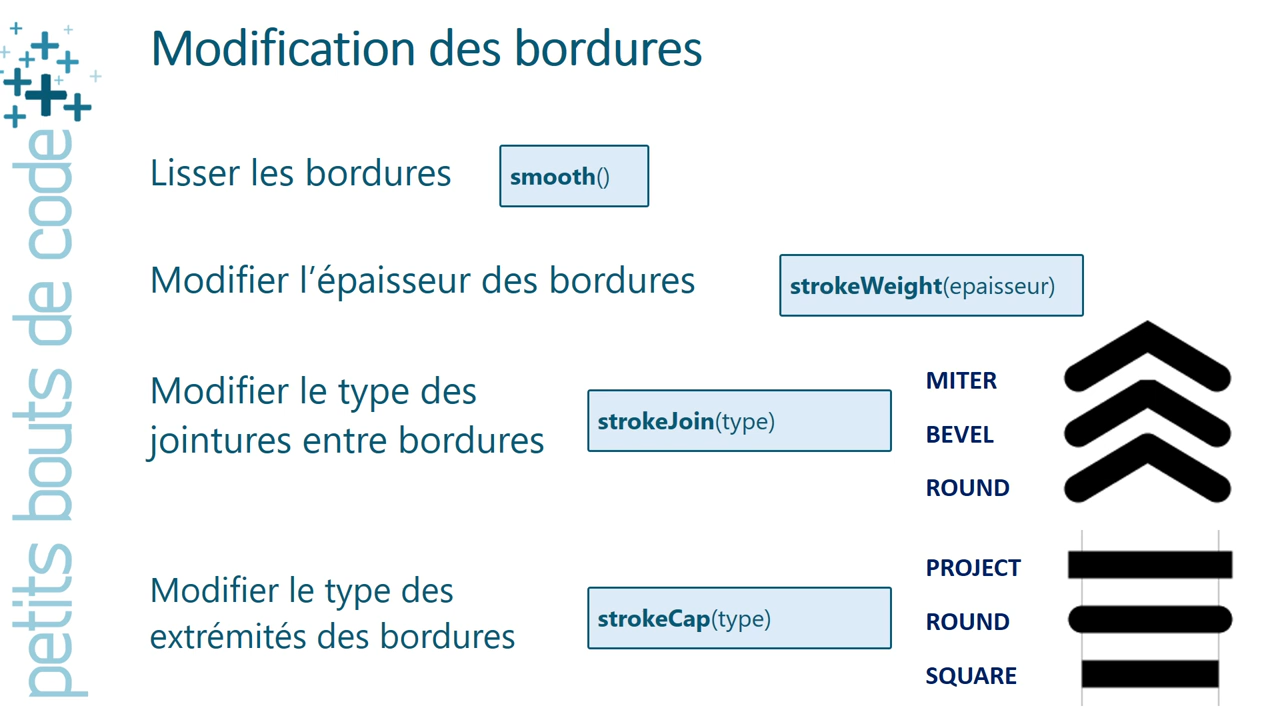 Modification des bordures
petits bouts de code
Lisser les bordures
smooth()
Modifier l’épaisseur des bordures
strokeWeight(epaisseur)
Modifier le type des
jointures entre bordures
strokeJoin(type)
MITER
BEVEL
ROUND
Modifier le type des
extrémités des bordures
strokeCap(type)
PROJECT
ROUND
SQUARE